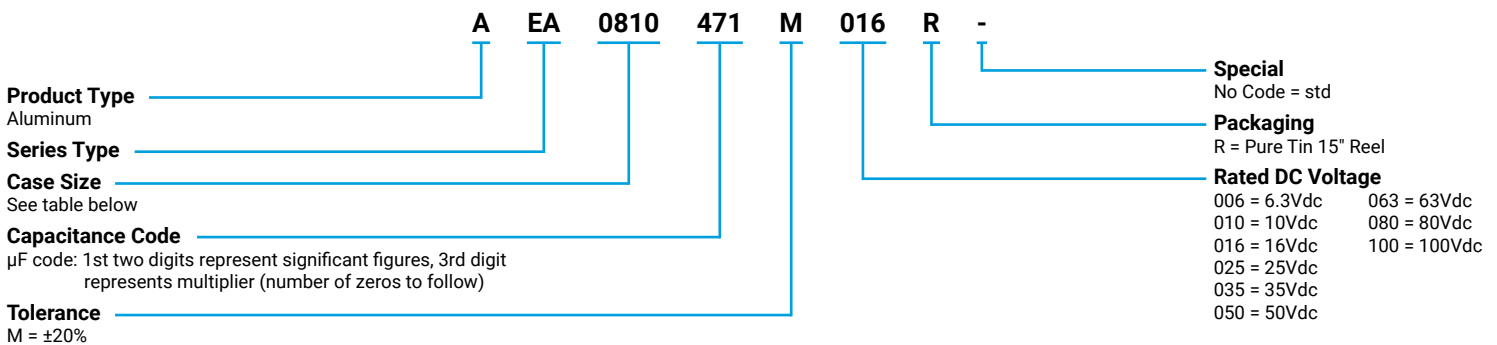 A EA 0810 471 M 016 R -
Product Type
Aluminum
Series Type
Case Size
See table below
Capacitance Code
µF code: 1st two digits represent significant figures, 3rd digit
represents multiplier (number of zeros to follow)
Tolerance
M = ±20%
Special
No Code = std
Packaging
R = Pure Tin 15" Reel
Rated DC Voltage
006 = 6.3Vdc 063 = 63Vdc
010 = 10Vdc 080 = 80Vdc
016 = 16Vdc 100 = 100Vdc
025 = 25Vdc
035 = 35Vdc
050 = 50Vdc